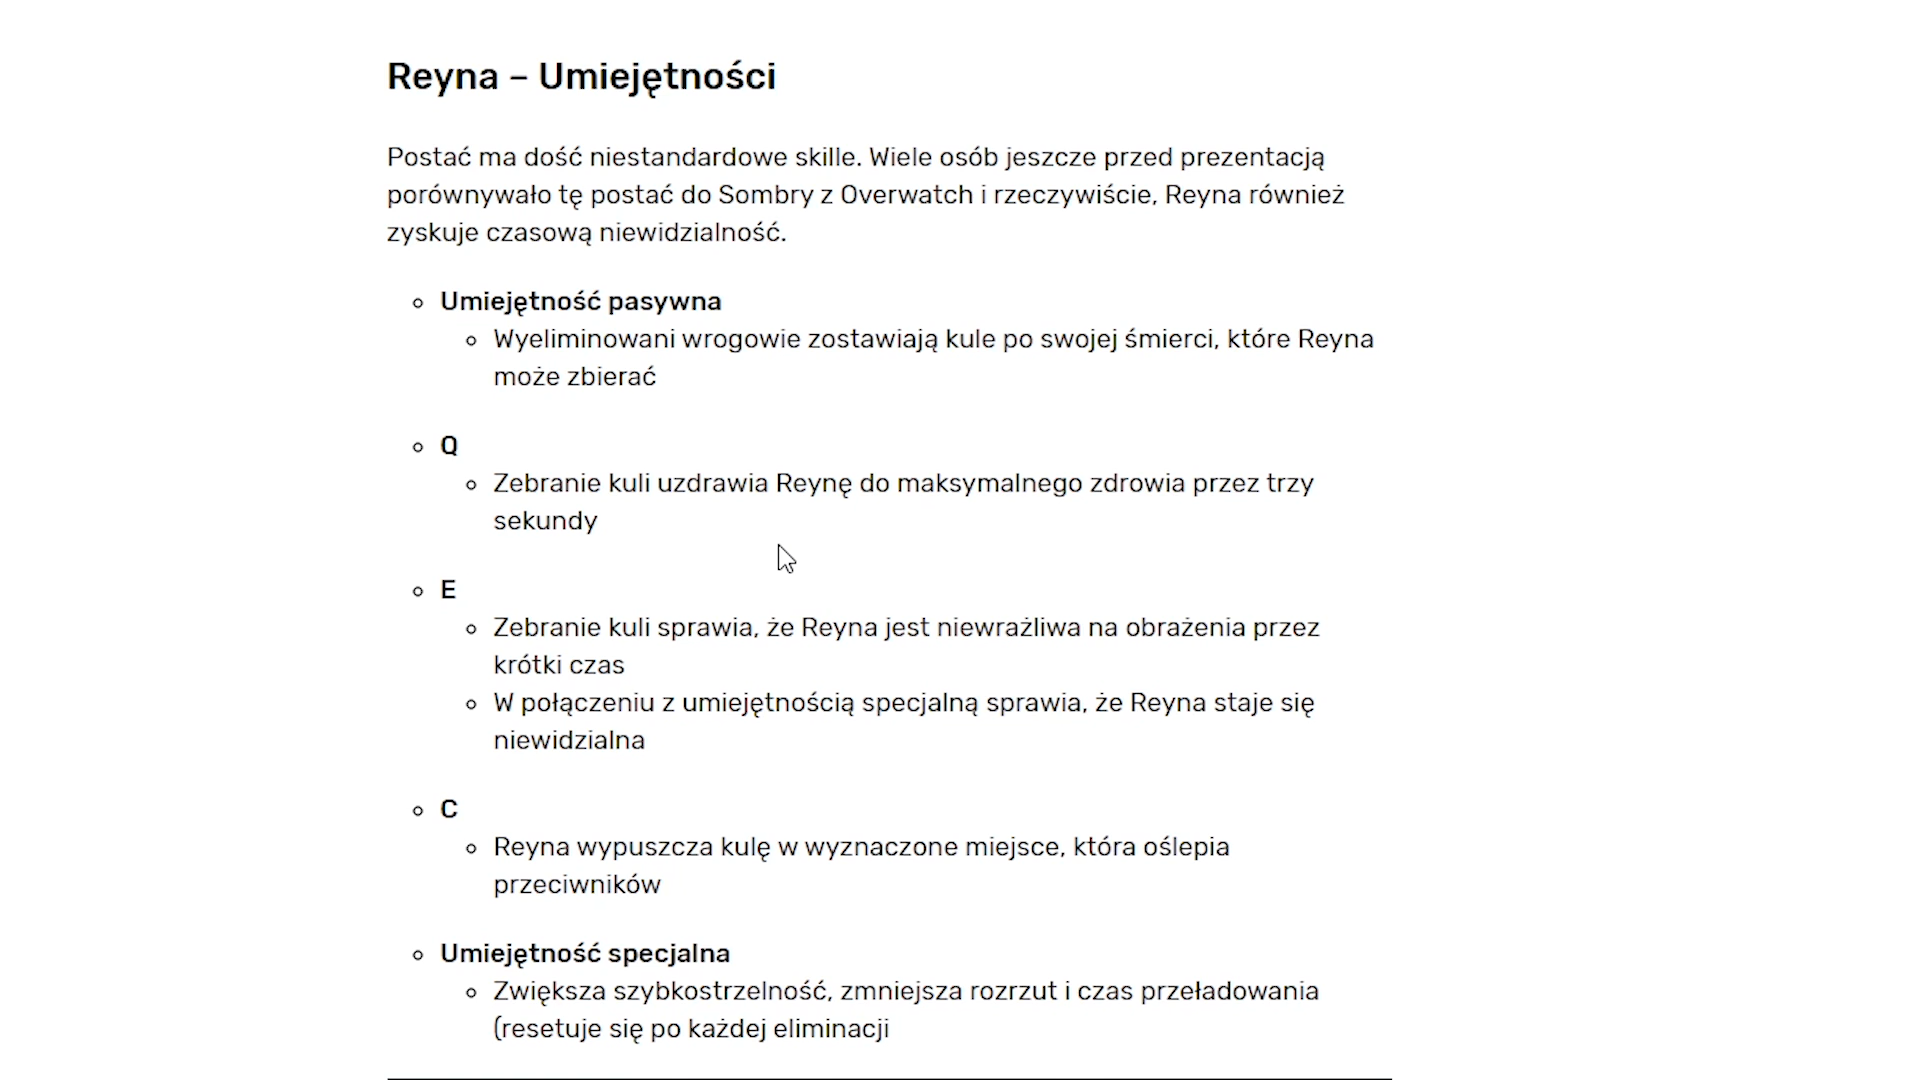 Reyna – Umiejętności
Postać ma dość niestandardowe skille. Wiele osób jeszcze przed prezentacją
porównywało tę postać do Sombry z Overwatch i rzeczywiście, Reyna również
zyskuje czasową niewidzialność.
Umiejętność pasywna
Wyeliminowani wrogowie zostawiają kule po swojej śmierci, które Reyna
może zbierać
Q
Zebranie kuli uzdrawia Reynę do maksymalnego zdrowia przez trzy
sekundy
E
Zebranie kuli sprawia, że Reyna jest niewrażliwa na obrażenia przez
krótki czas
W połączeniu z umiejętnością specjalną sprawia, że Reyna staje się
niewidzialna
C
Reyna wypuszcza kulę w wyznaczone miejsce, która oślepia
przeciwników
Umiejętność specjalna
Zwiększa szybkostrzelność, zmniejsza rozrzut i czas przeładowania
(resetuje się po każdej eliminacji